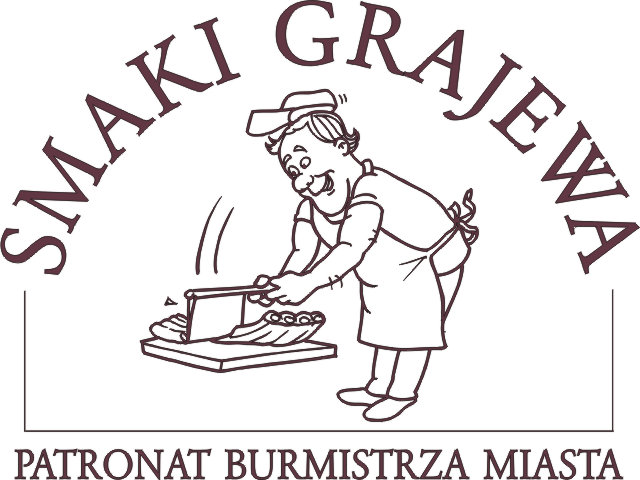 SMAKI GRAJEWA
PATRONAT BURMISTRZA MIASTA